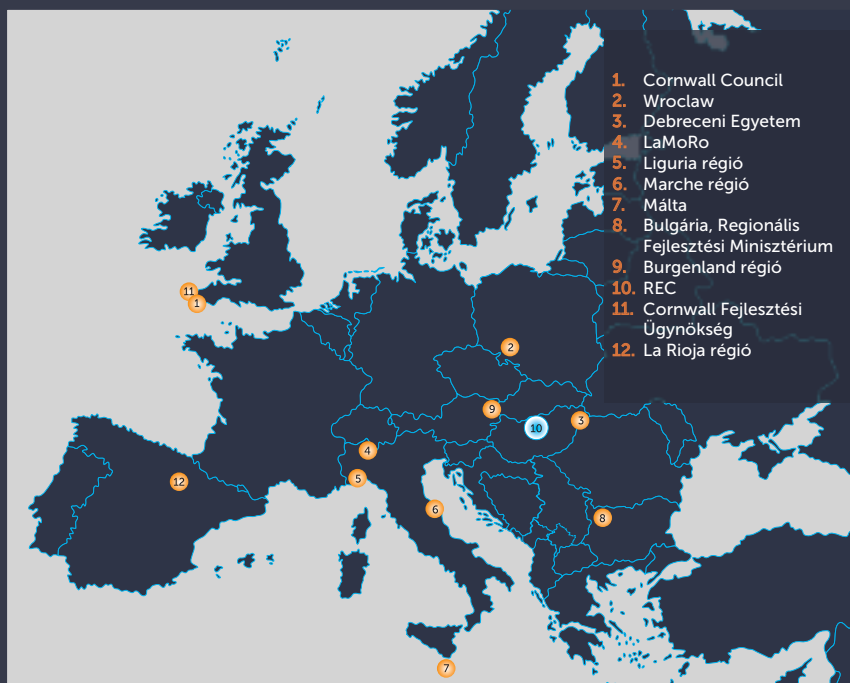 1. Cornwall Council
2. Wroclaw
3. Debreceni Egyetem
4. LaMoRo
5. Liguria régió
6. Marche régió
7. Málta
8. Bulgária, Regionális
Fejlesztési Minisztérium
9. Burgenland régió
10. REC
11. Cornwall Fejlesztési
Ügynökség
12. La Rioja régió
11
1
2
9
10
3
4
5
12
6
8
7